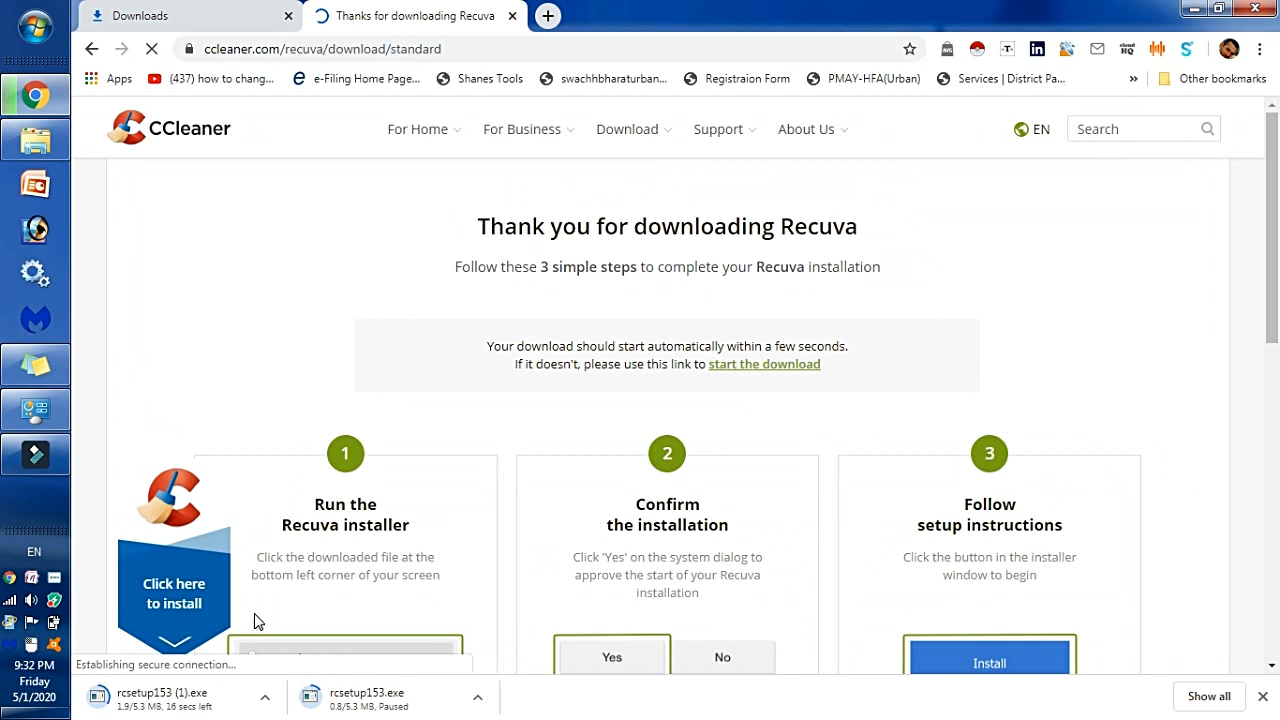 Downloads
Thanks for downloading Recuva
ccleaner.com/recuva/download/standard
Apps
(437) how to chang...
e-Filing Home Page...
Shanes Tools
swachhbharaturban...
Registraion Form
PMAY-HFA(Urban)
Services | District Pa...
»
Other bookmarks
CCleaner
For Home
For Business
Download
Support
About Us
EN
Search
Thank you for downloading Recuva
Follow these 3 simple steps to complete your Recuva installation
Your download should start automatically within a few seconds.
If it doesn't, please use this link to start the download
1
2
3
Run the
Recuva installer
Click the downloaded file at the
bottom left corner of your screen
Confirm
the installation
Click 'Yes' on the system dialog to
approve the start of your Recuva
installation
Follow
setup instructions
Click the button in the installer
window to begin
Click here
to install
Yes
No
Install
Establishing secure connection...
rcsetup153 (1).exe
1.9/5.3 MB, 16 secs left
rcsetup153.exe
0.8/5.3 MB, Paused
Show all
EN
9:32 PM
Friday
5/1/2020